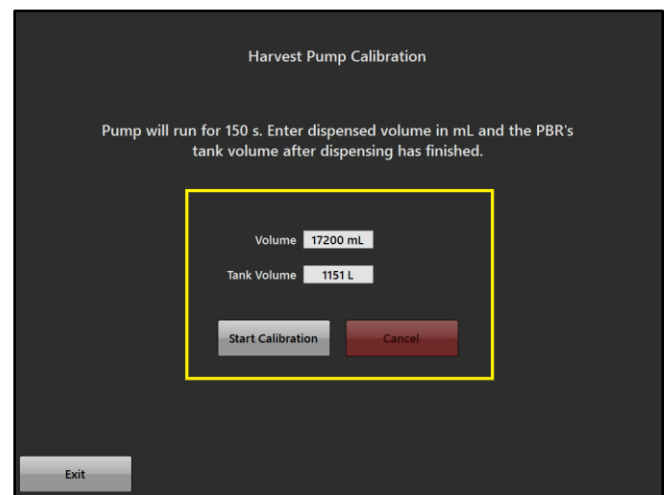 Harvest Pump Calibration
Pump will run for 150 s. Enter dispensed volume in mL and the PBR's
tank volume after dispensing has finished.
Volume 17200 mL
Tank Volume 1151 L
Start Calibration Cancel
Exit